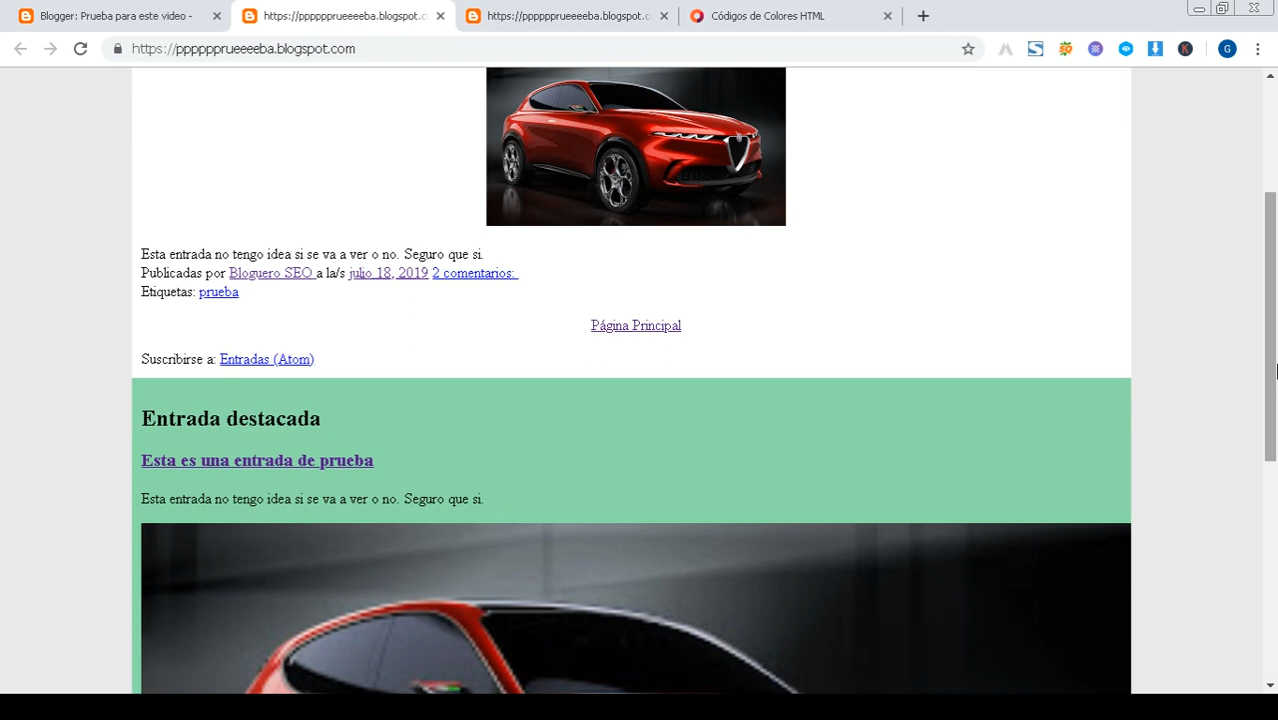 Blogger: Prueba para este video -
https://pppppprueeeeba.blogspot.c
https://pppppprueeeeba.blogspot.c
Códigos de Colores HTML
https://pppppprueeeeba.blogspot.com
G
Esta entrada no tengo idea si se va a ver o no. Seguro que si.
Publicadas por Bloguero SEO a la/s julio 18, 2019 2 comentarios:
Etiquetas: prueba
Página Principal
Suscribirse a: Entradas (Atom)
Entrada destacada
Esta es una entrada de prueba
Esta entrada no tengo idea si se va a ver o no. Seguro que si.